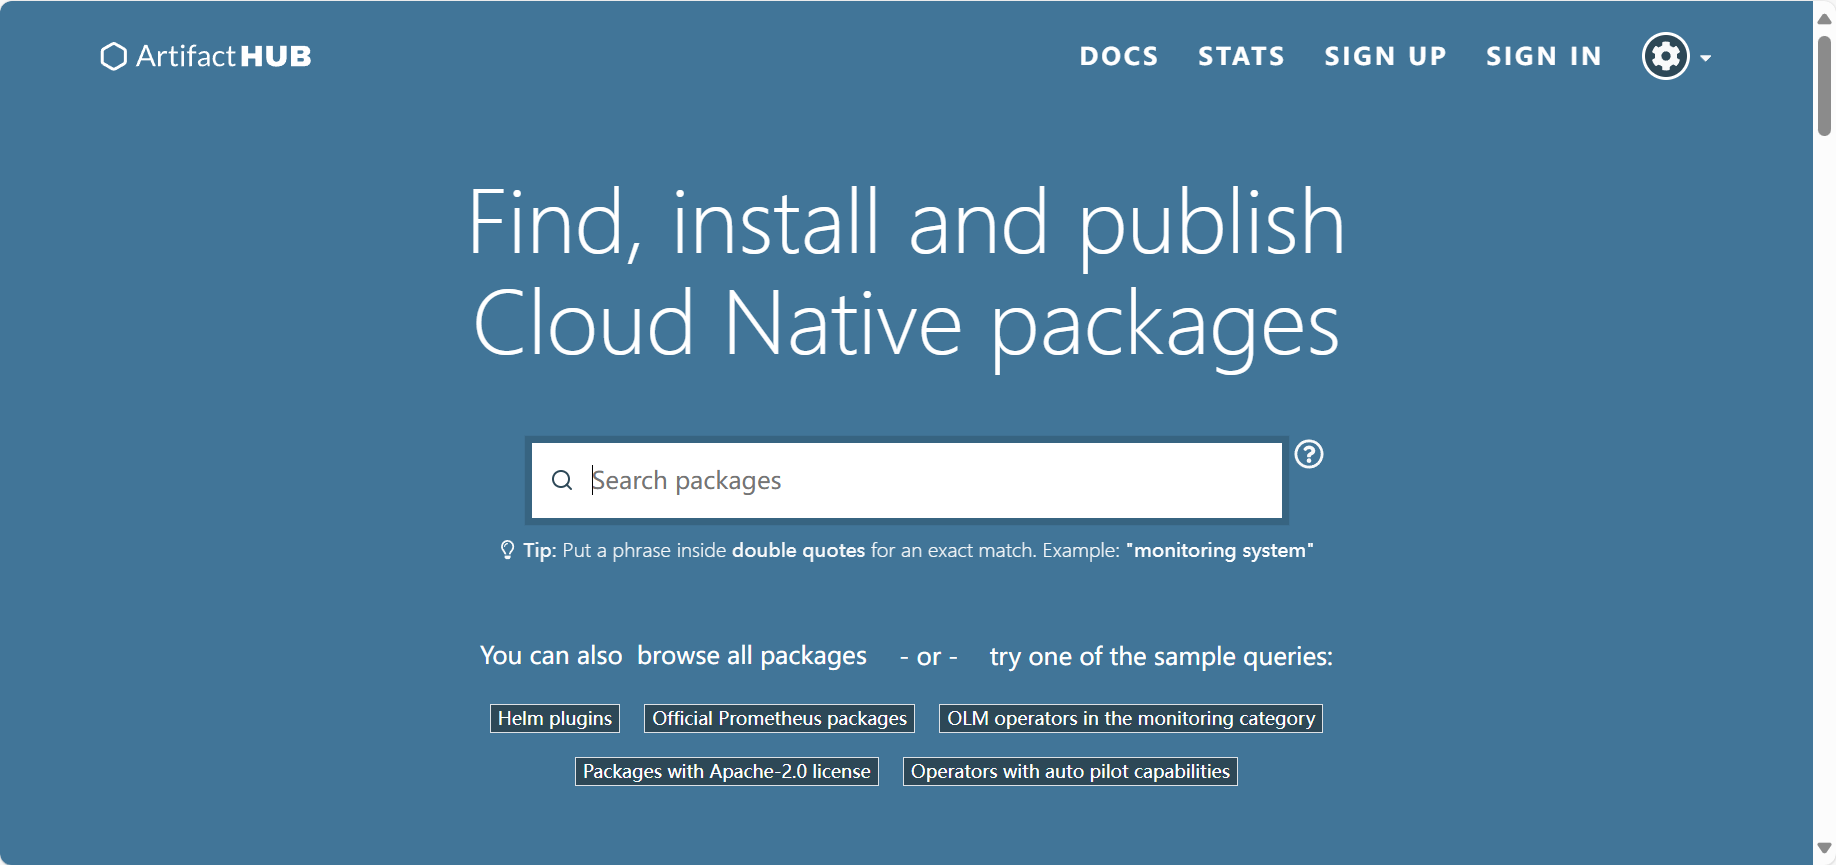 ArtifactHUB
DOCS STATS SIGN UP SIGN IN
Find, install and publish
Cloud Native packages
Search packages
Tip: Put a phrase inside double quotes for an exact match. Example: "monitoring system"
You can also browse all packages - or - try one of the sample queries:
Helm plugins Official Prometheus packages OLM operators in the monitoring category
Packages with Apache-2.0 license Operators with auto pilot capabilities